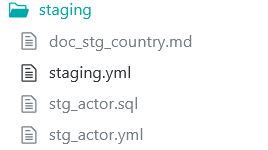 staging
doc_stg_country.md
staging.yml
stg_actor.sql
stg_actor.yml